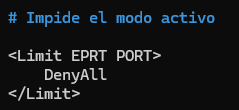 # Impide el modo activo
<Limit EPRT PORT>
    DenyAll
</Limit>